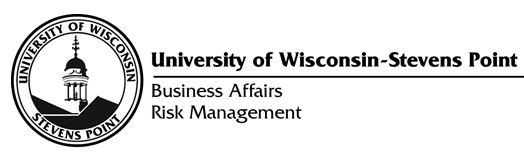 UNIVERSITY OF WISCONSIN
STEVENS POINT
University of Wisconsin-Stevens Point
Business Affairs
Risk Management